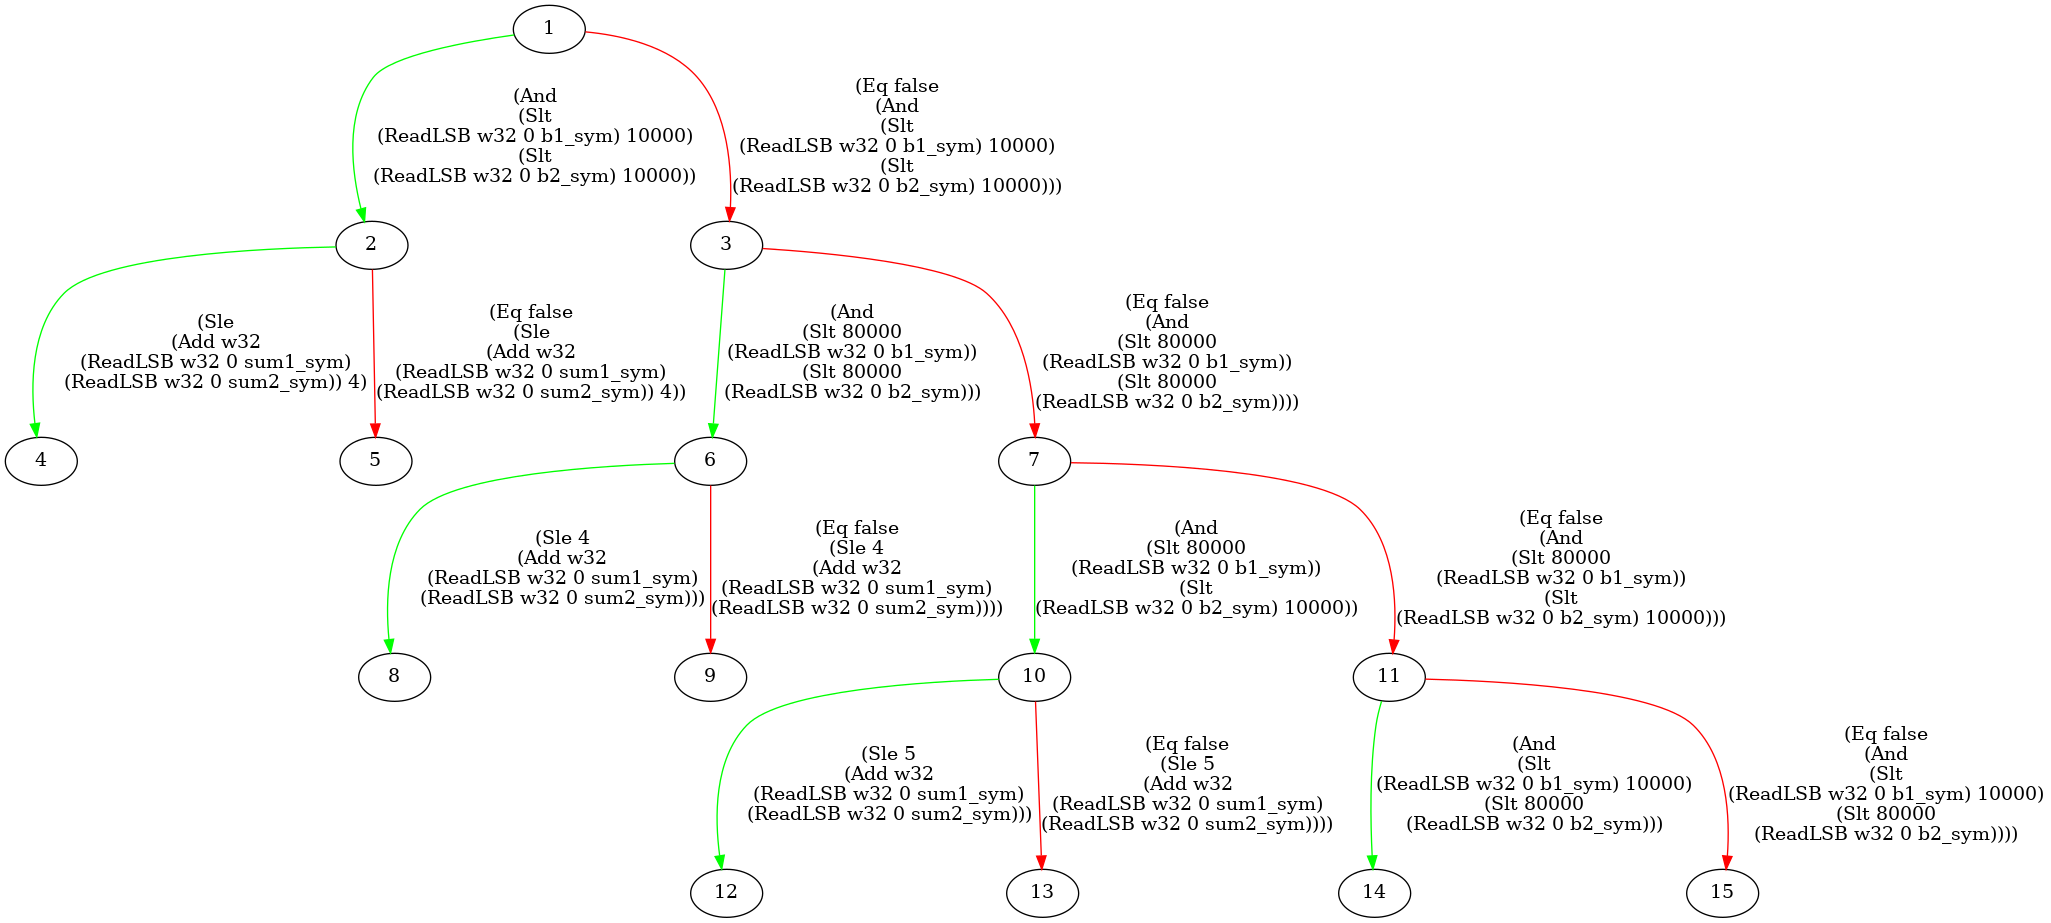 1
(And
(Slt
(ReadLSB w32 0 b1_sym) 10000)
(Slt
(ReadLSB w32 0 b2_sym) 10000))
(Eq false
(And
(Slt
(ReadLSB w32 0 b1_sym) 10000)
(Slt
(ReadLSB w32 0 b2_sym) 10000)))
2
3
(Sle
(Add w32
(ReadLSB w32 0 sum1_sym)
(ReadLSB w32 0 sum2_sym)) 4)
(Eq false
(Sle
(Add w32
(ReadLSB w32 0 sum1_sym)
(ReadLSB w32 0 sum2_sym)) 4))
(And
(Slt 80000
(ReadLSB w32 0 b1_sym))
(Slt 80000
(ReadLSB w32 0 b2_sym)))
(Eq false
(And
(Slt 80000
(ReadLSB w32 0 b1_sym))
(Slt 80000
(ReadLSB w32 0 b2_sym))))
4
5
6
7
(Sle 4
(Add w32
(ReadLSB w32 0 sum1_sym)
(ReadLSB w32 0 sum2_sym)))
(Eq false
(Sle 4
(Add w32
(ReadLSB w32 0 sum1_sym)
(ReadLSB w32 0 sum2_sym))))
(And
(Slt 80000
(ReadLSB w32 0 b1_sym))
(Slt
(ReadLSB w32 0 b2_sym) 10000))
(Eq false
(And
(Slt 80000
(ReadLSB w32 0 b1_sym))
(Slt
(ReadLSB w32 0 b2_sym) 10000)))
8
9
10
11
(Sle 5
(Add w32
(ReadLSB w32 0 sum1_sym)
(ReadLSB w32 0 sum2_sym)))
(Eq false
(Sle 5
(Add w32
(ReadLSB w32 0 sum1_sym)
(ReadLSB w32 0 sum2_sym))))
(And
(Slt
(ReadLSB w32 0 b1_sym) 10000)
(Slt 80000
(ReadLSB w32 0 b2_sym)))
(Eq false
(And
(Slt
(ReadLSB w32 0 b1_sym) 10000)
(Slt 80000
(ReadLSB w32 0 b2_sym))))
12
13
14
15